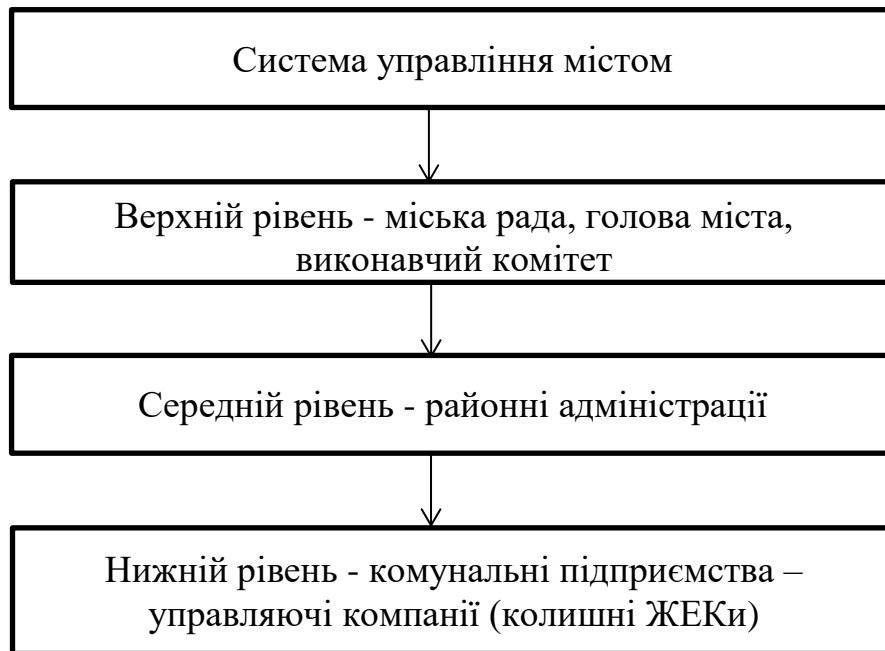 Система управління містом
Верхній рівень - міська рада, голова міста,
виконавчий комітет
Середній рівень - районні адміністрації
Нижній рівень - комунальні підприємства –
управляючі компанії (колишні ЖЕКи)